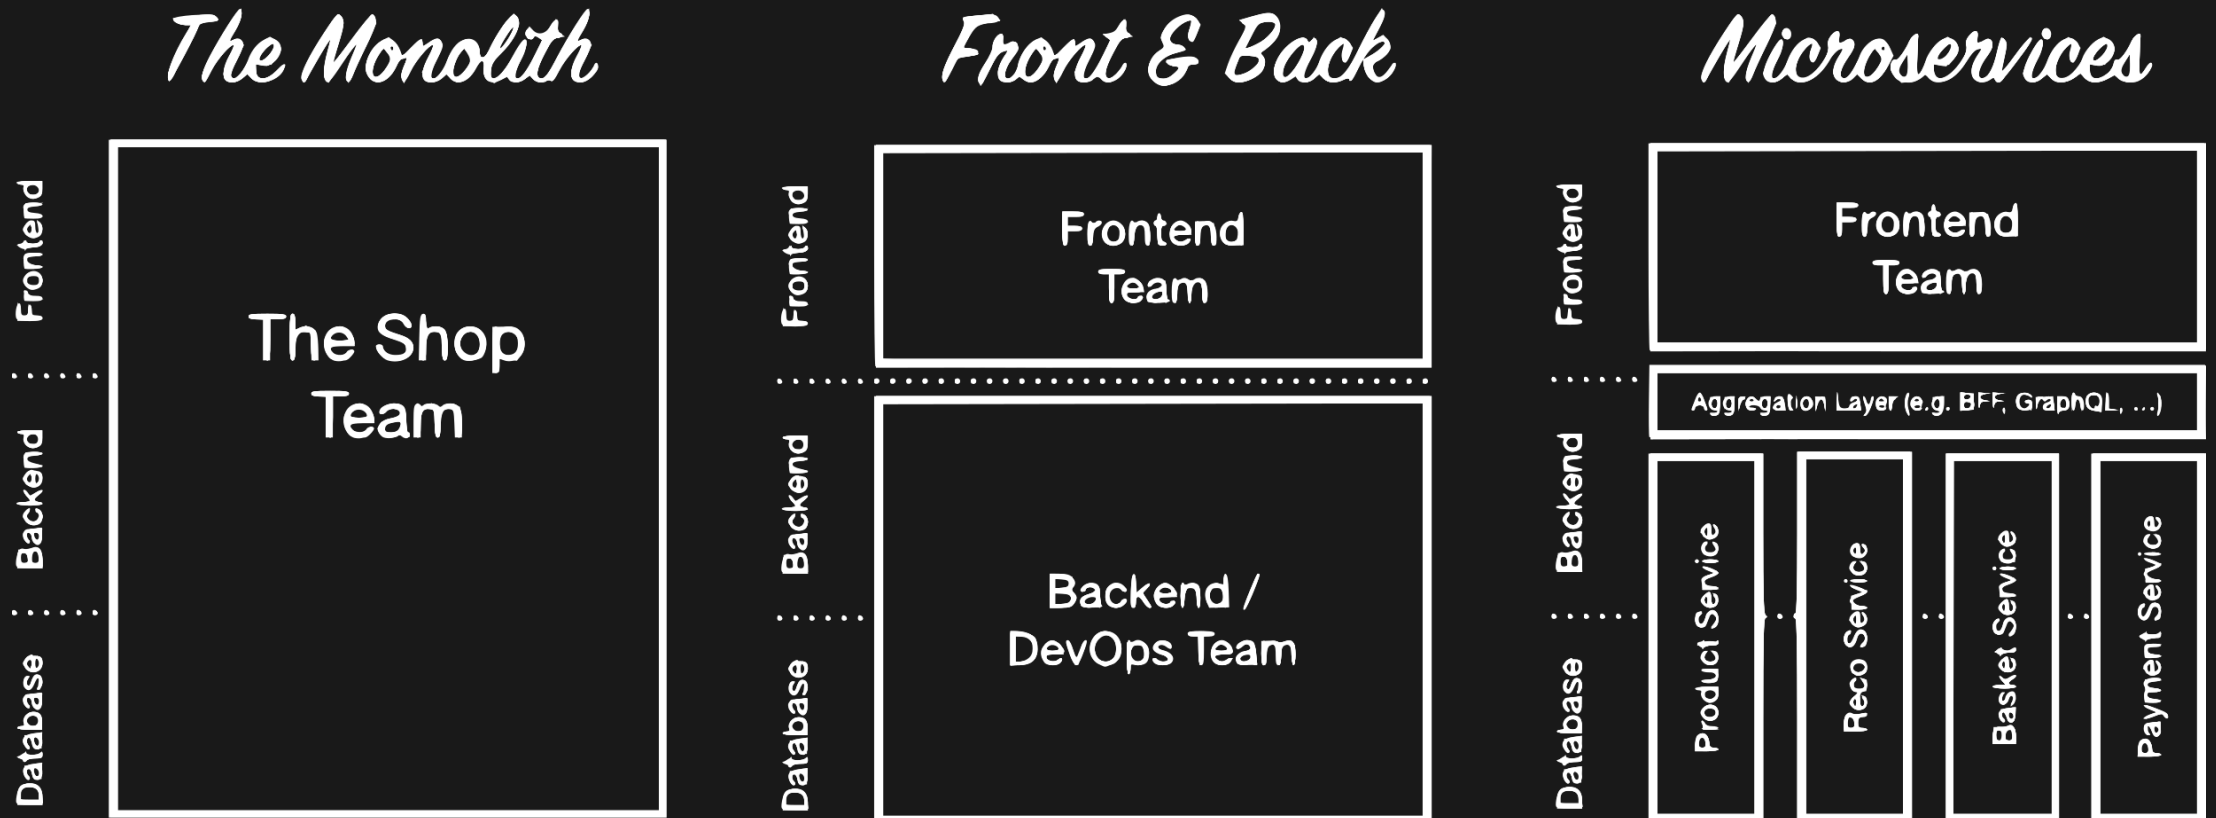 The Monolith
Frontend
Backend
Database
The Shop
Team
Front & Back
Frontend
Backend
Database
Frontend
Team
Backend /
DevOps Team
Microservices
Frontend
Backend
Database
Frontend
Team
Aggregation Layer (e.g. BFF, GraphQL, ...)
Product Service
Reco Service
Basket Service
Payment Service